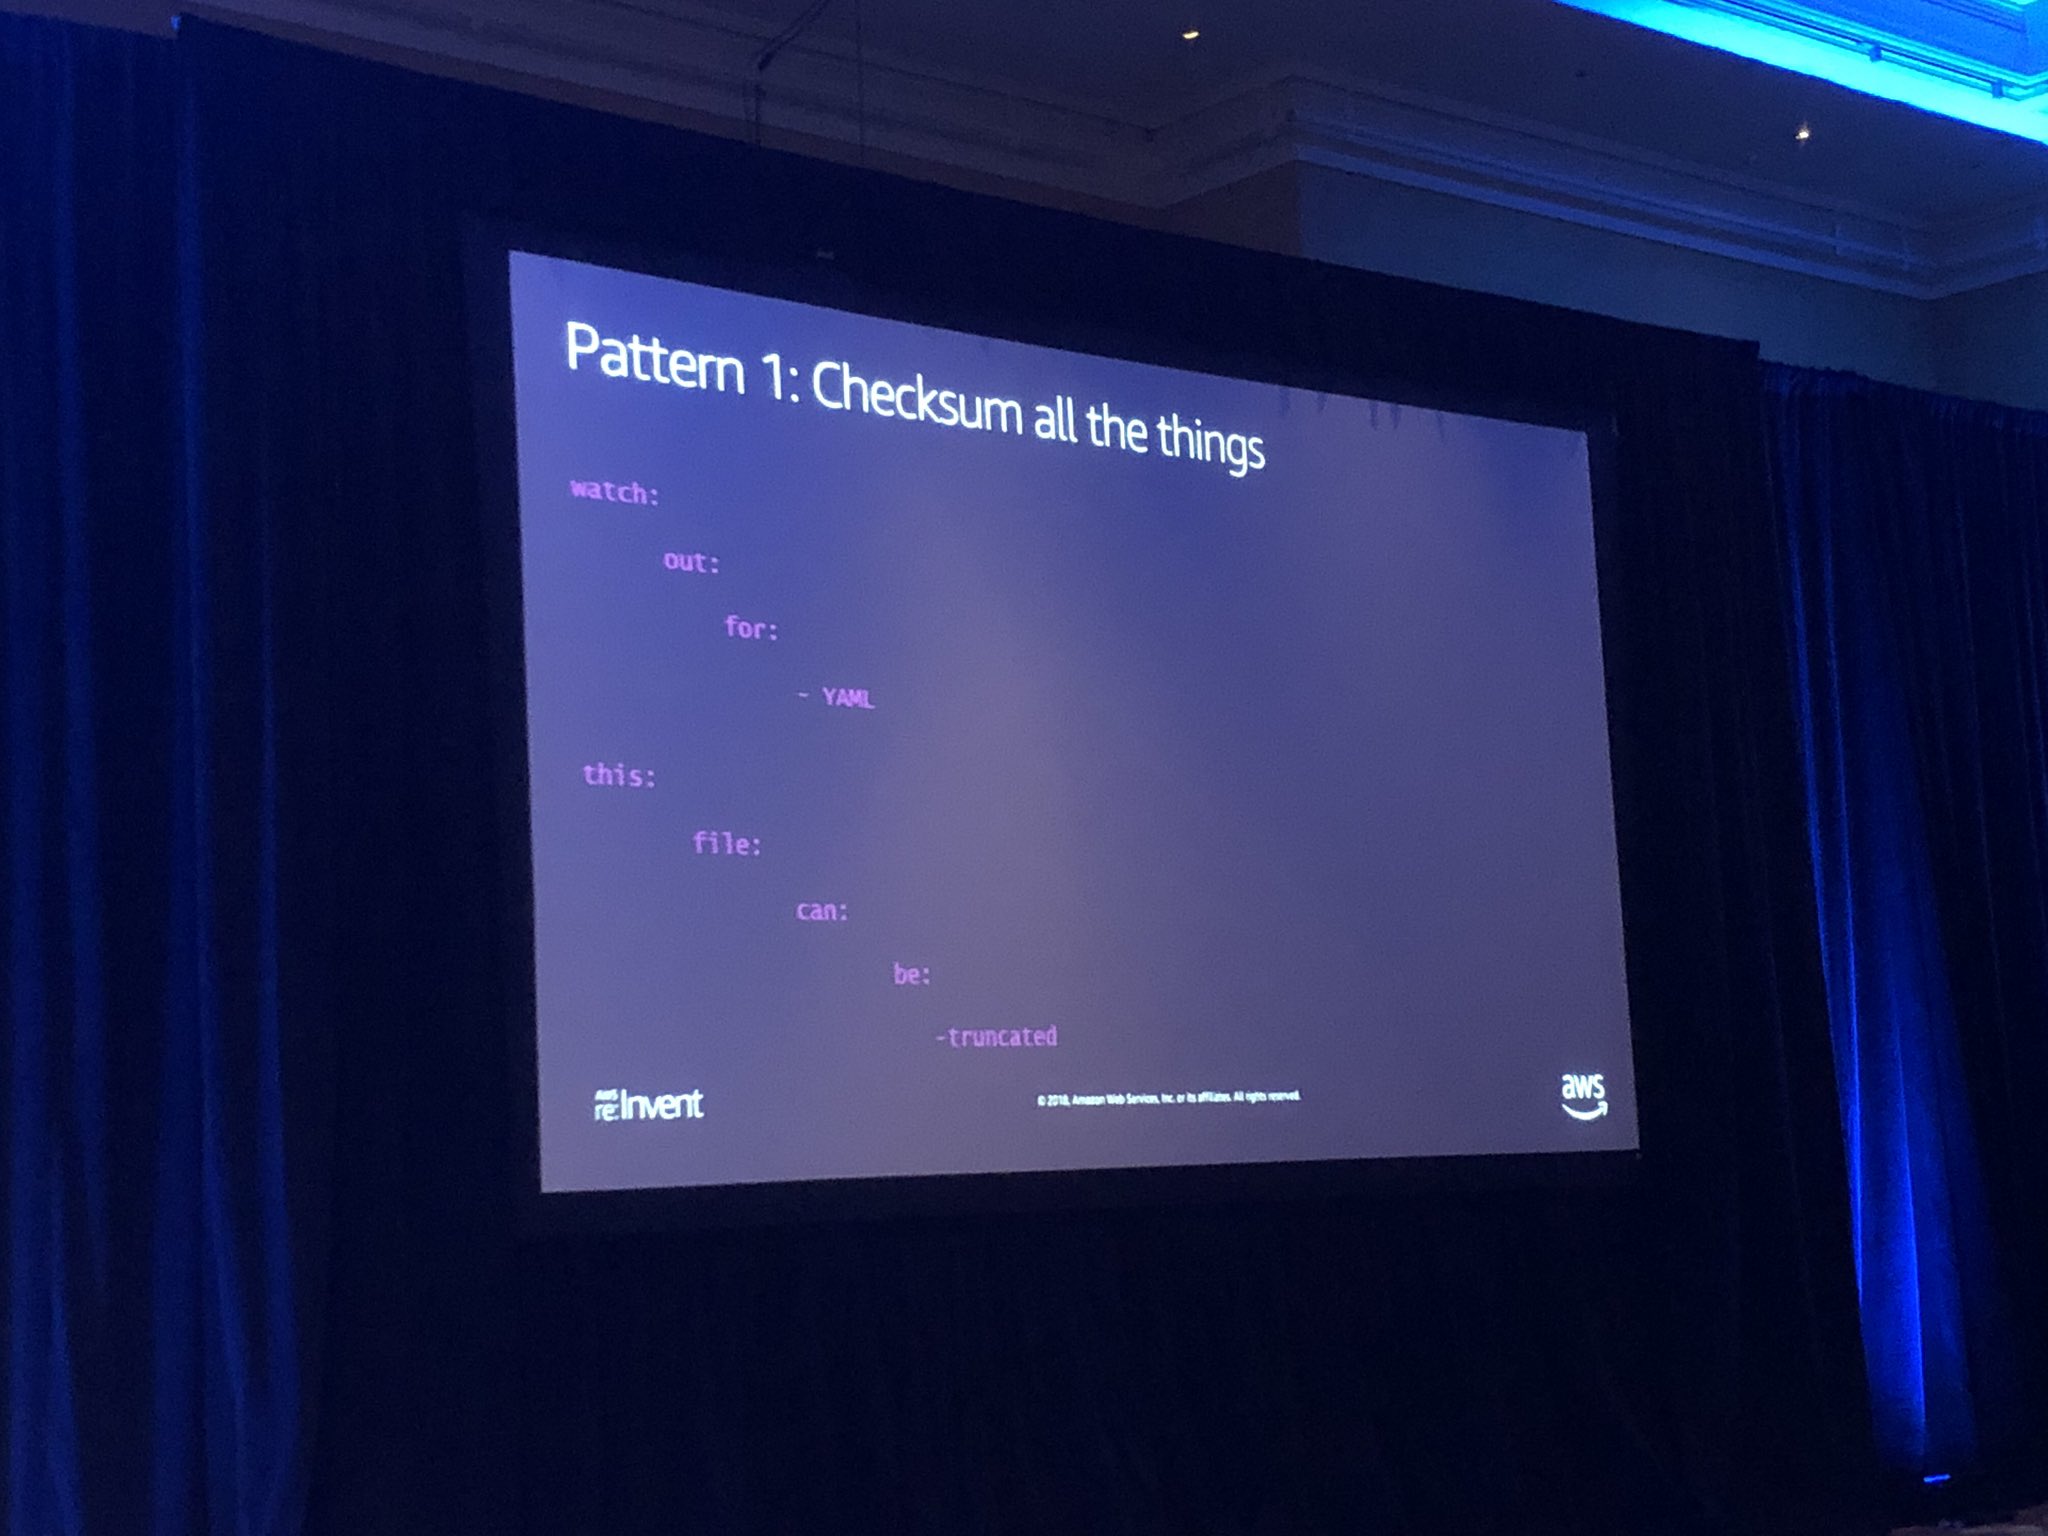 Pattern 1: Checksum all the things
watch:
out:
for:
- YAML
this:
file:
can:
be:
-truncated
aws
re:Invent
© 2018, Amazon Web Services, Inc. or its affiliates. All rights reserved.
aws